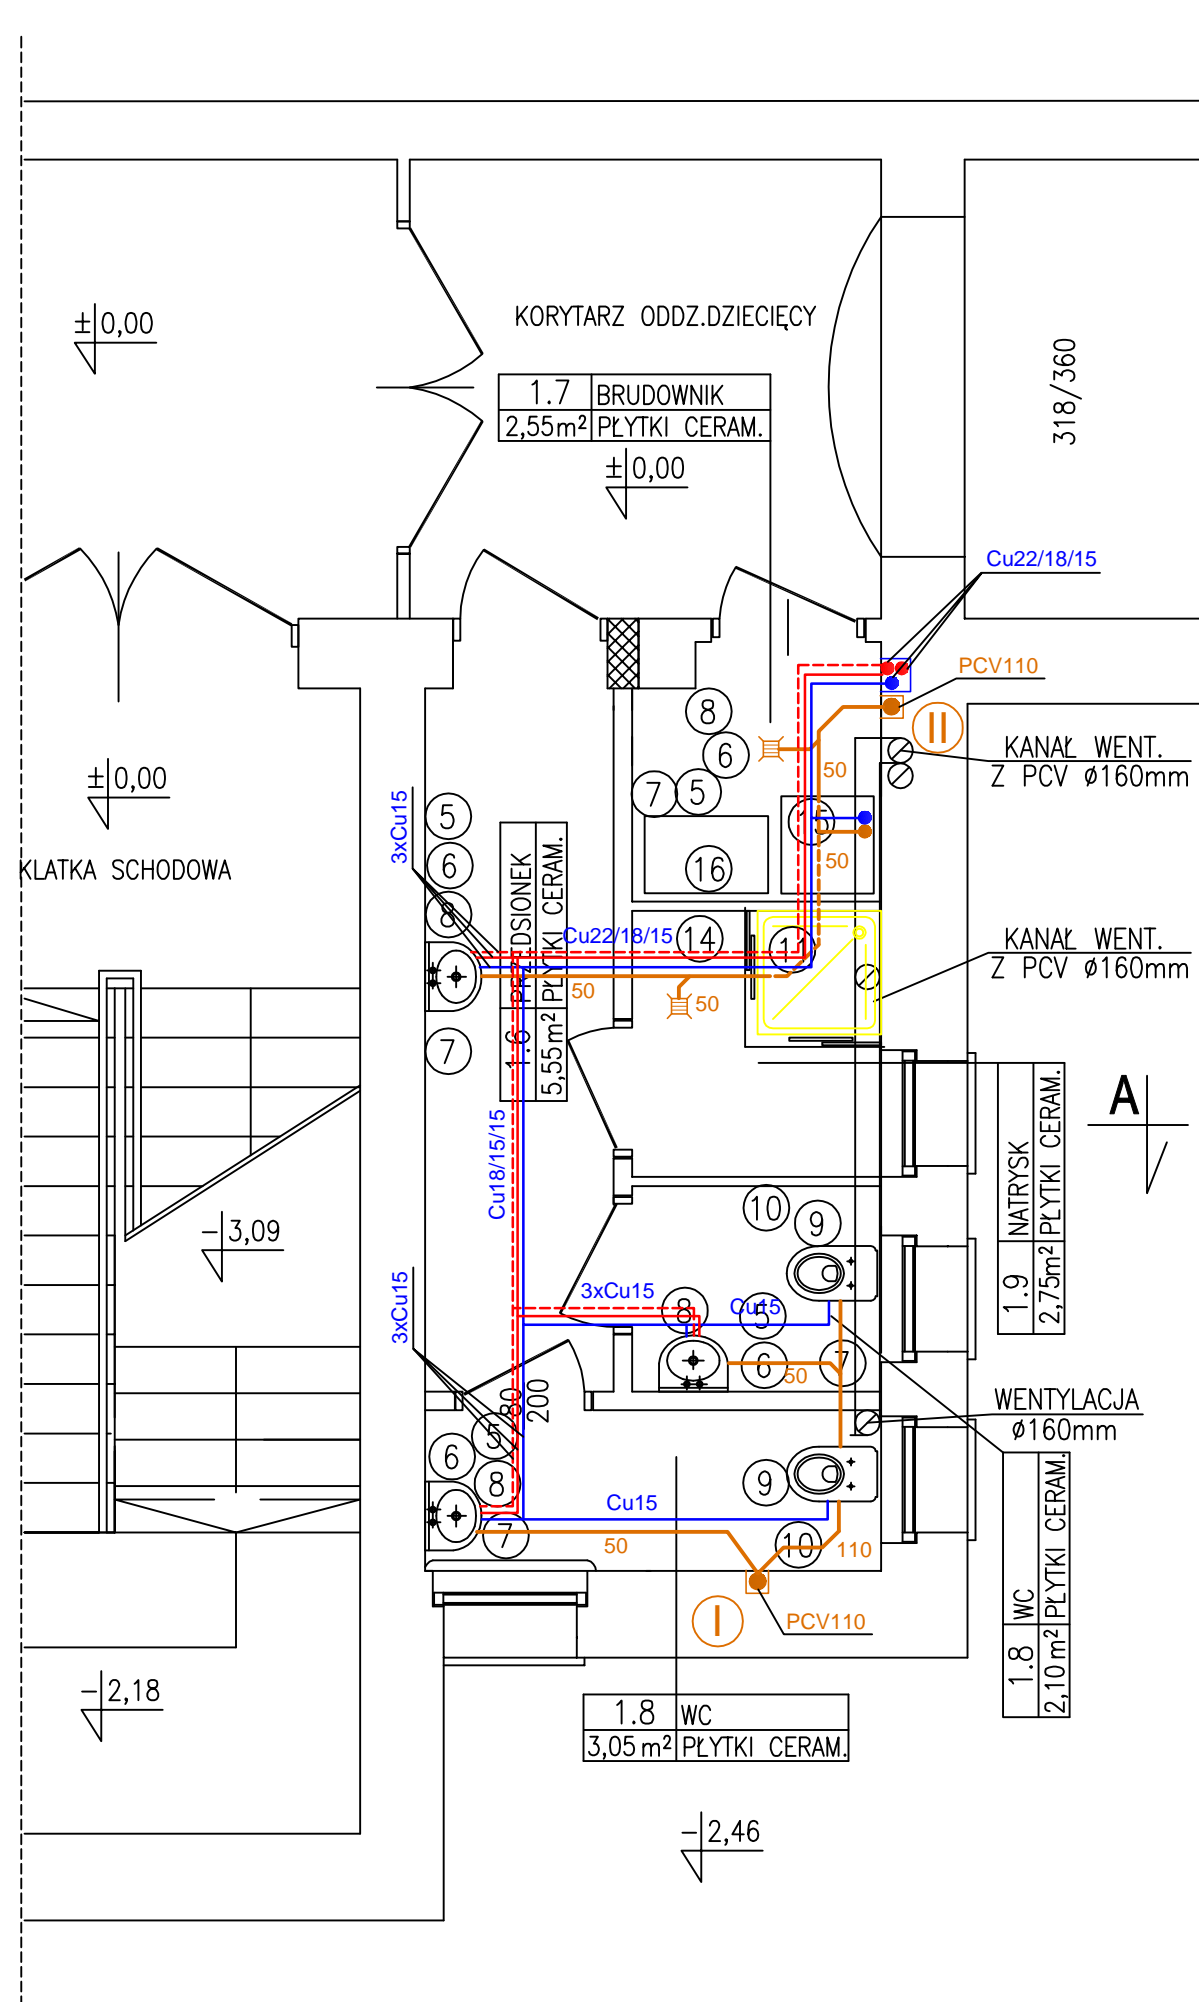 ±0,00
KORYTARZ ODDZ.DZIECIĘCY
318/360
1.7 BRUDOWNIK
2,55m² PŁYTKI CERAM.
±0,00
Cu22/18/15
PCV110
II
8
6
KANAŁ WENT.
Z PCV ø160mm
50
±0,00
7
5
15
5
3xCu15
KLATKA SCHODOWA
6
16
50
8
1.6 PRZEDSIONEK
5,55m² PŁYTKI CERAM.
Cu22/18/15
14
11
KANAŁ WENT.
Z PCV ø160mm
50
50
7
A
Cu18/15/15
1.9 NATRYSK
2,75m² PŁYTKI CERAM.
10
9
-3,09
3xCu15
3xCu15
8
Cu15
5
6
50
7
80
200
WENTYLACJA
ø160mm
5
6
8
9
Cu15
7
50
10
110
1.8 WC
2,10m² PŁYTKI CERAM.
I
PCV110
-2,18
1.8 WC
3,05m² PŁYTKI CERAM.
-2,46